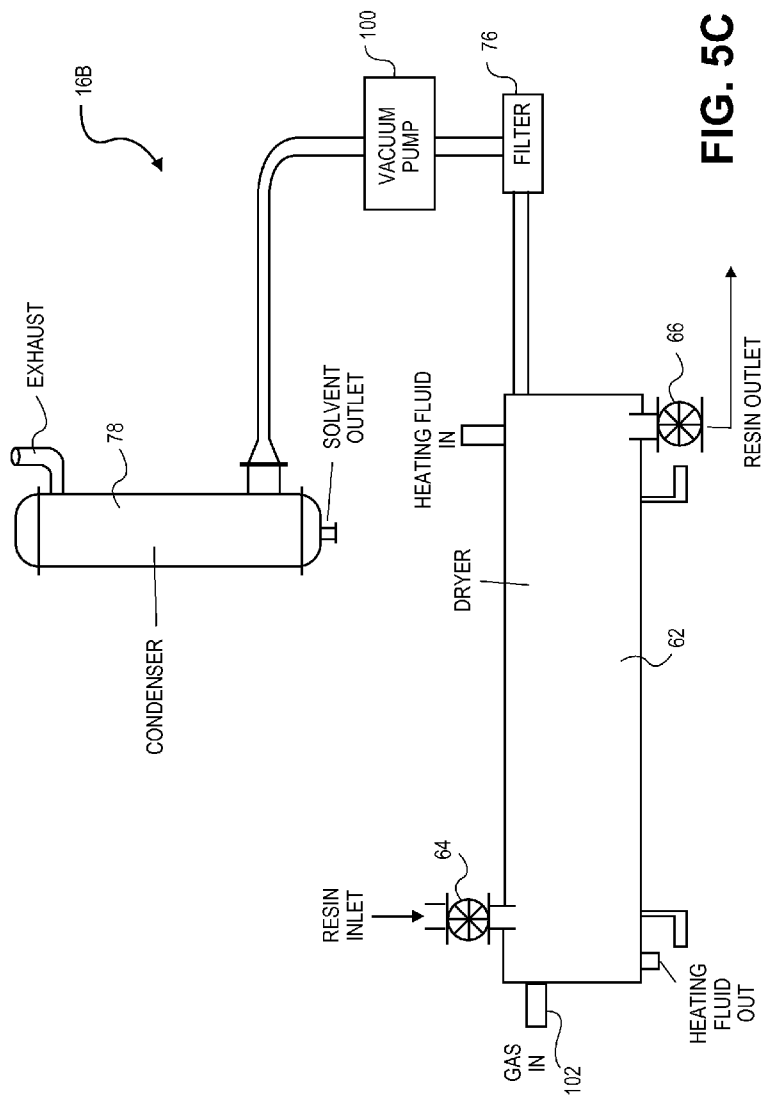 16B
100
VACUUM
PUMP
76
FILTER
EXHAUST
78
CONDENSER
SOLVENT
OUTLET
HEATING FLUID
IN
DRYER
62
66
RESIN OUTLET
RESIN
INLET
64
GAS
IN
102
HEATING
FLUID
OUT
FIG. 5C